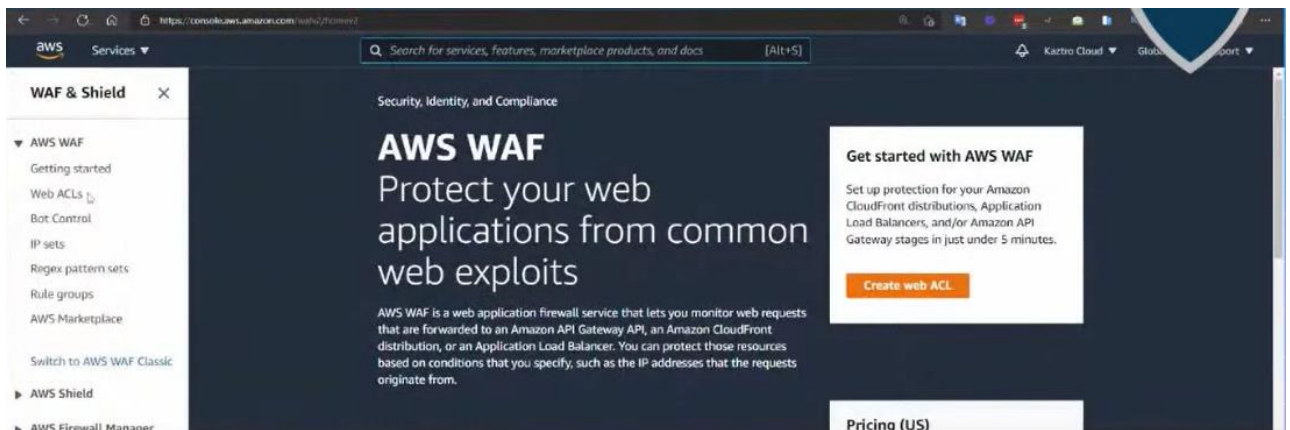 https://console.aws.amazon.com/wafv2/homev2
aws Services ▼ Search for services, features, marketplace products, and docs [Alt+S] Kaztro Cloud ▼ port ▼
WAF & Shield ×
▼ AWS WAF
Getting started
Web ACLs
Bot Control
IP sets
Regex pattern sets
Rule groups
AWS Marketplace
Switch to AWS WAF Classic
▶ AWS Shield
▶ AWS Firewall Manager
Security, Identity, and Compliance
AWS WAF
Protect your web
applications from common
web exploits
AWS WAF is a web application firewall service that lets you monitor web requests
that are forwarded to an Amazon API Gateway API, an Amazon CloudFront
distribution, or an Application Load Balancer. You can protect those resources
based on conditions that you specify, such as the IP addresses that the requests
originate from.
Get started with AWS WAF
Set up protection for your Amazon
CloudFront distributions, Application
Load Balancers, and/or Amazon API
Gateway stages in just under 5 minutes.
Create web ACL
Pricing (US)